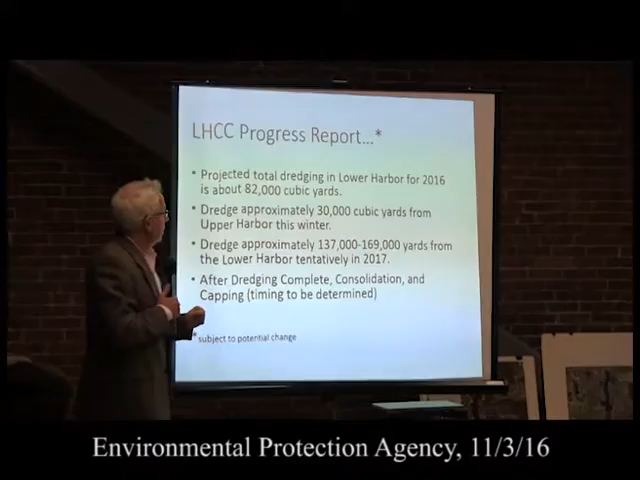 LHCC Progress Report...*
• Projected total dredging in Lower Harbor for 2016
is about 82,000 cubic yards.
• Dredge approximately 30,000 cubic yards from
Upper Harbor this winter.
• Dredge approximately 137,000-169,000 yards from
the Lower Harbor tentatively in 2017.
• After Dredging Complete, Consolidation, and
Capping (timing to be determined)
*subject to potential change
Environmental Protection Agency, 11/3/16